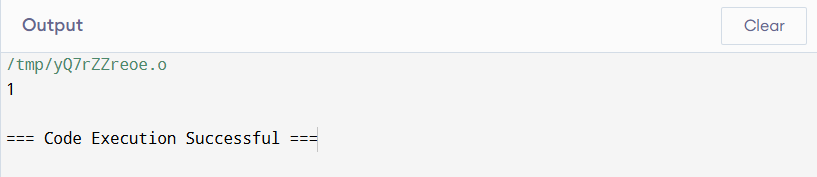 Output
Clear
/tmp/yQ7rZZreoe.o
1
=== Code Execution Successful ===